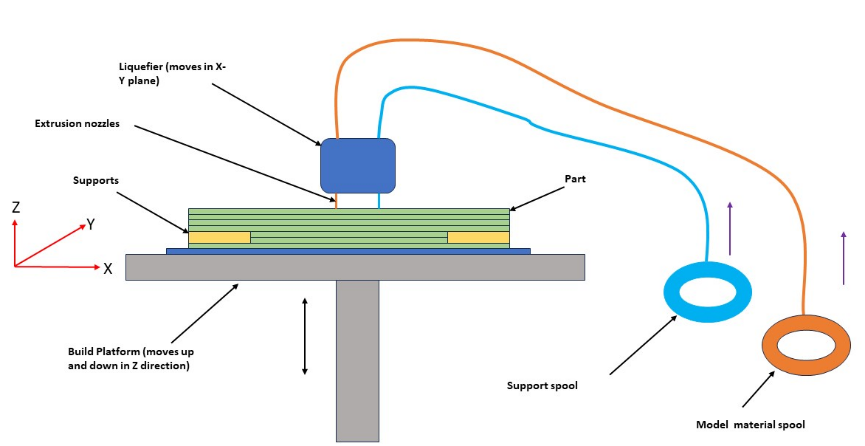 Liquefier (moves in X-
Y plane)
Extrusion nozzles
Supports
Part
Z
Y
X
Build Platform (moves up
and down in Z direction)
Support spool
Model material spool